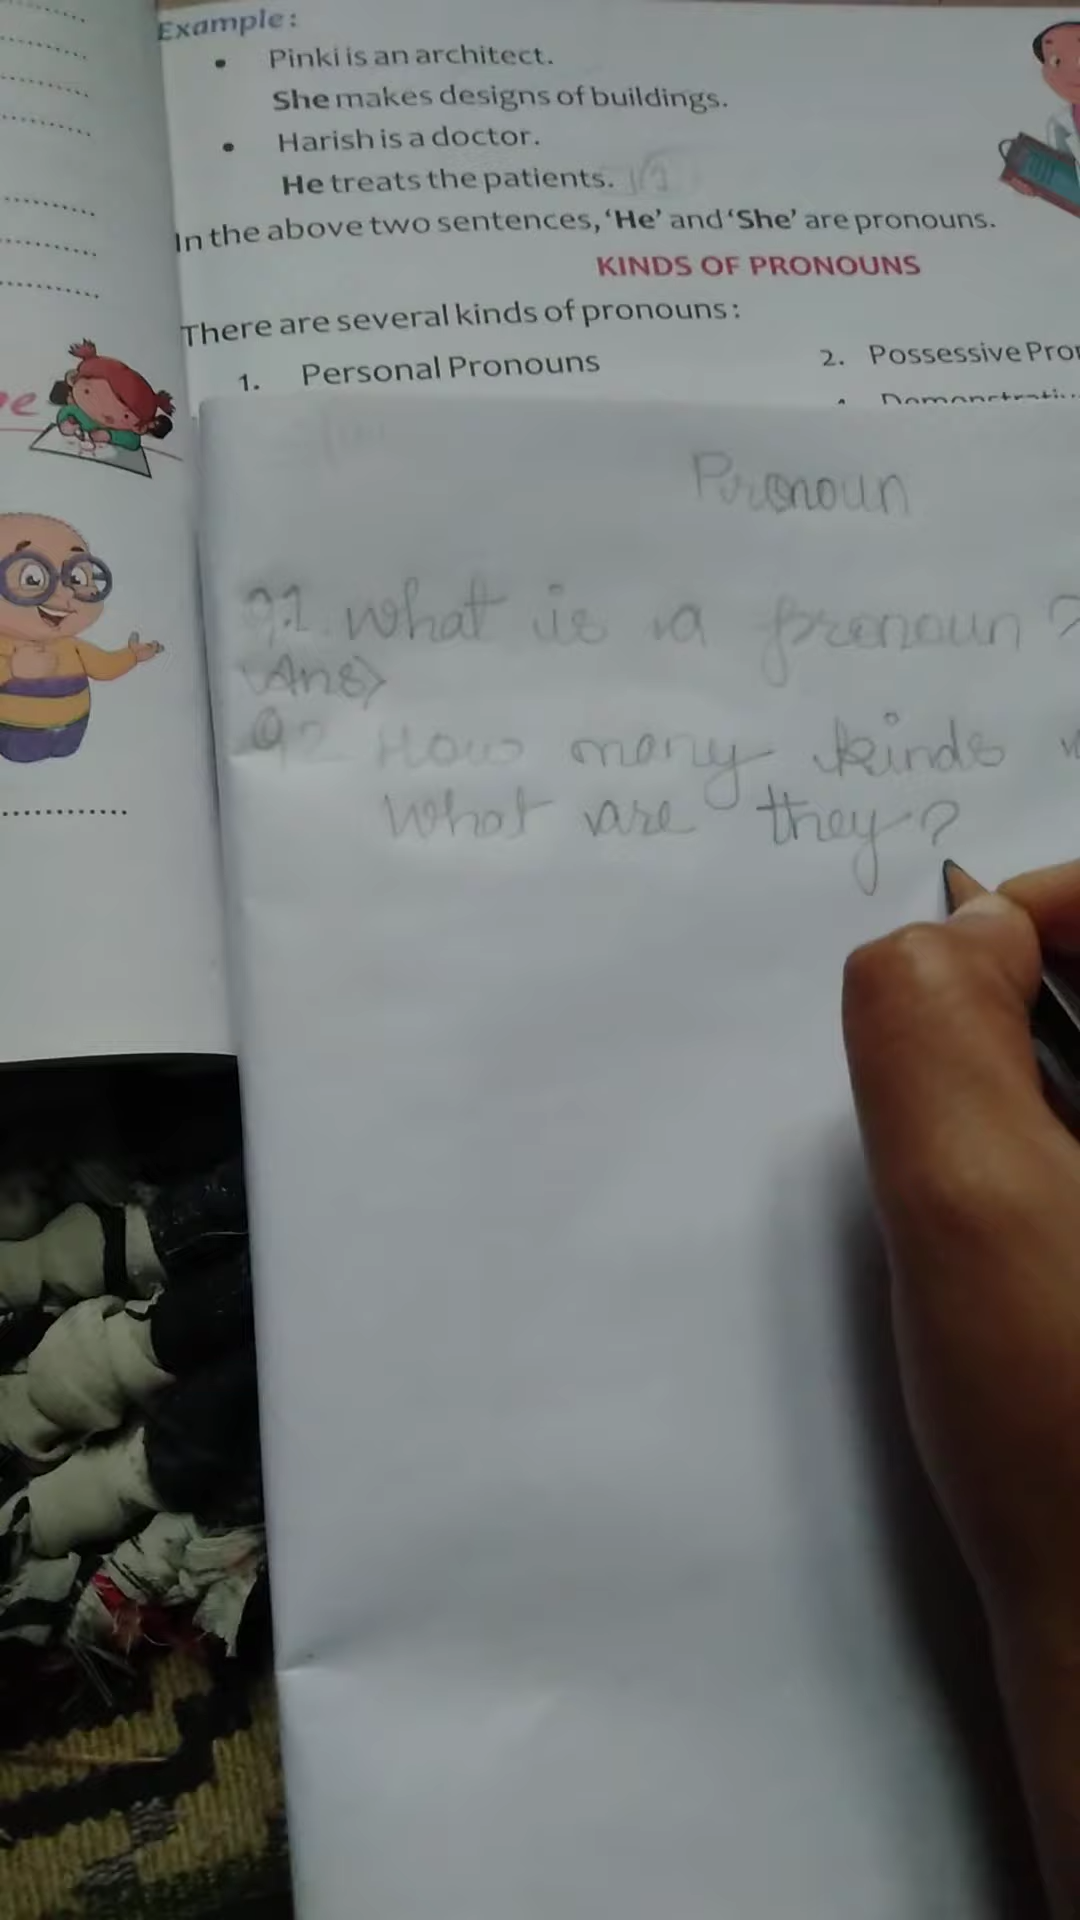 Example:
• Pinki is an architect.
She makes designs of buildings.
• Harish is a doctor.
He treats the patients.
In the above two sentences, ‘He’ and ‘She’ are pronouns.
KINDS OF PRONOUNS
There are several kinds of pronouns:
1. Personal Pronouns
2. Possessive Pro
Pronoun
Q.1 What is a pronoun?
Ans)
Q2 How many kinds
What are they?